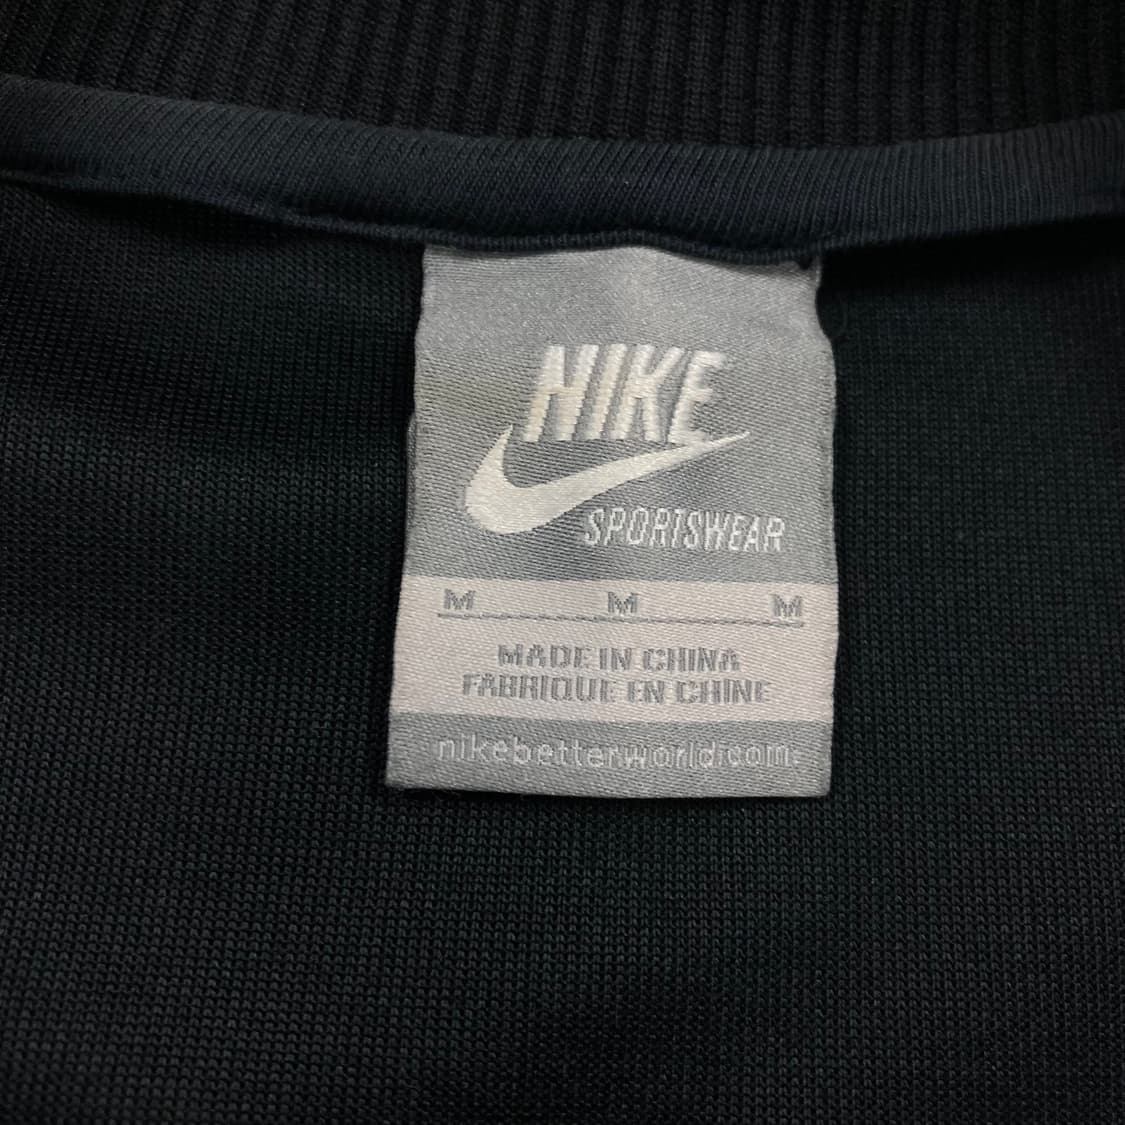 NIKE
SPORTSWEAR
M M M
MADE IN CHINA
FABRIQUE EN CHINE
nikebetterworld.com